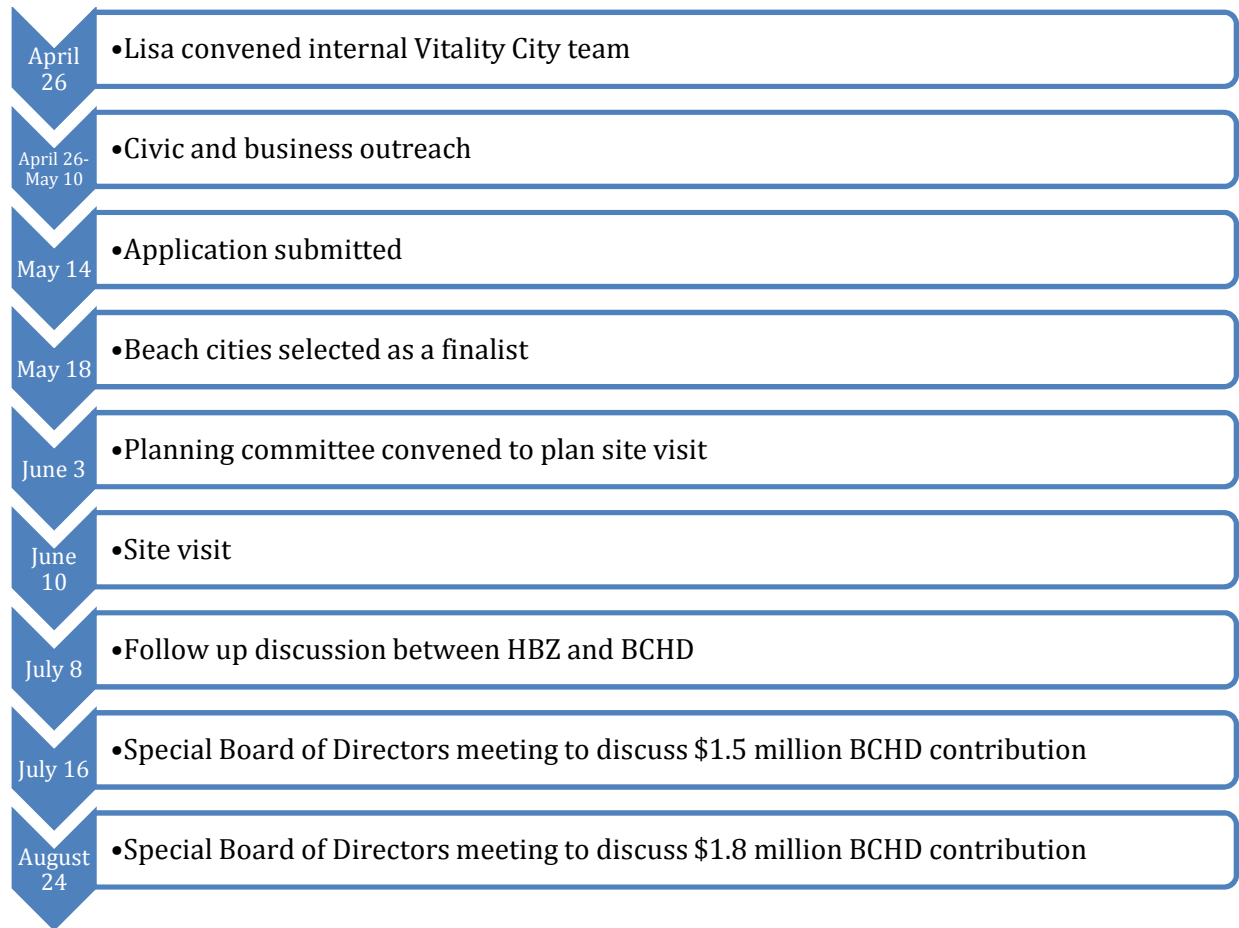 April
26
•Lisa convened internal Vitality City team
April 26-
May 10
•Civic and business outreach
May 14
•Application submitted
May 18
•Beach cities selected as a finalist
June 3
•Planning committee convened to plan site visit
June
10
•Site visit
July 8
•Follow up discussion between HBZ and BCHD
July 16
•Special Board of Directors meeting to discuss $1.5 million BCHD contribution
August
24
•Special Board of Directors meeting to discuss $1.8 million BCHD contribution